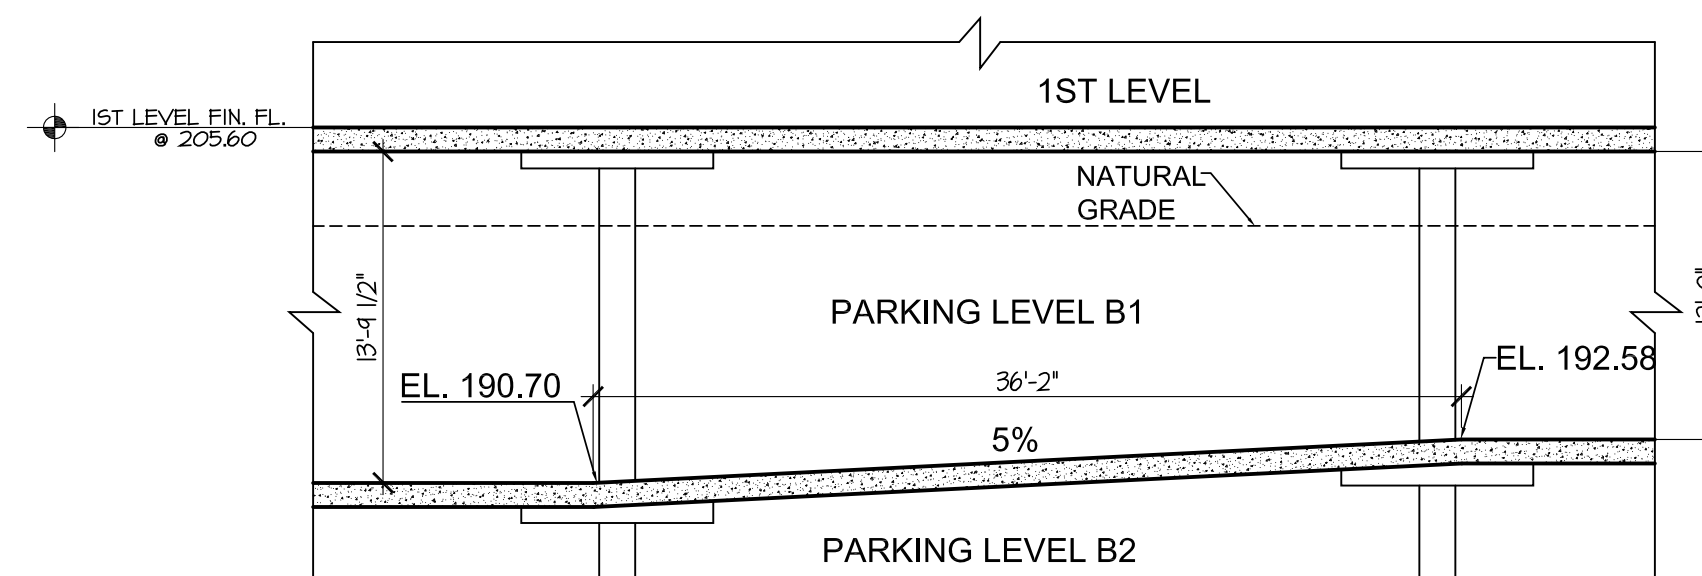 1ST LEVEL
1ST LEVEL FIN. FL.
@ 205.60
NATURAL
GRADE
13'-9 1/2"
PARKING LEVEL B1
EL. 192.58
EL. 190.70
36'-2"
5%
PARKING LEVEL B2